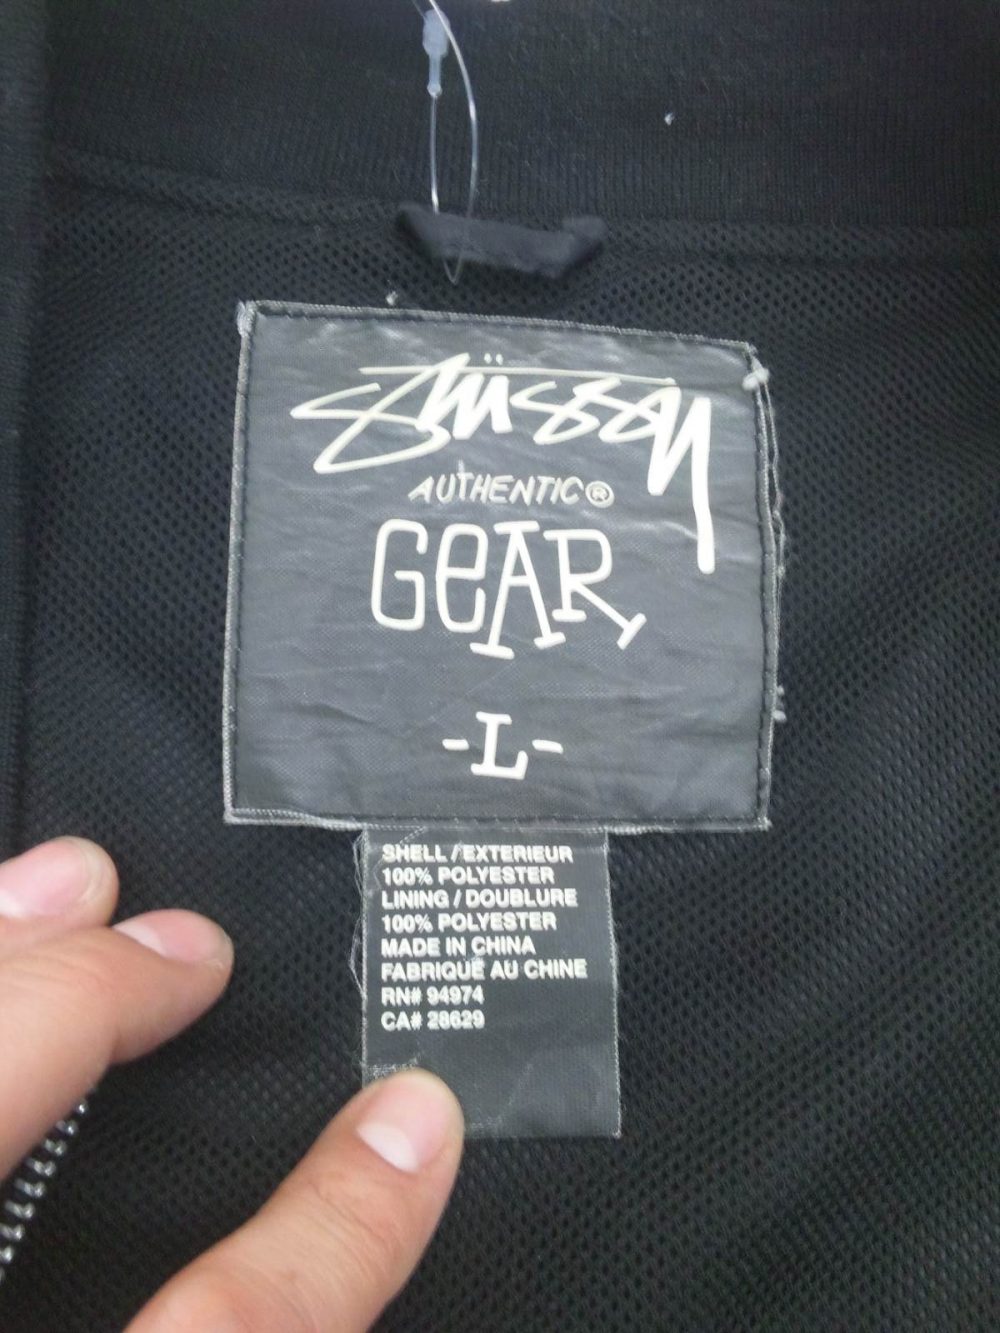 Stüssy
AUTHENTIC®
GeAR
-L-
SHELL / EXTERIEUR
100% POLYESTER
LINING / DOUBLURE
100% POLYESTER
MADE IN CHINA
FABRIQUÉ AU CHINE
RN# 94974
CA# 28629